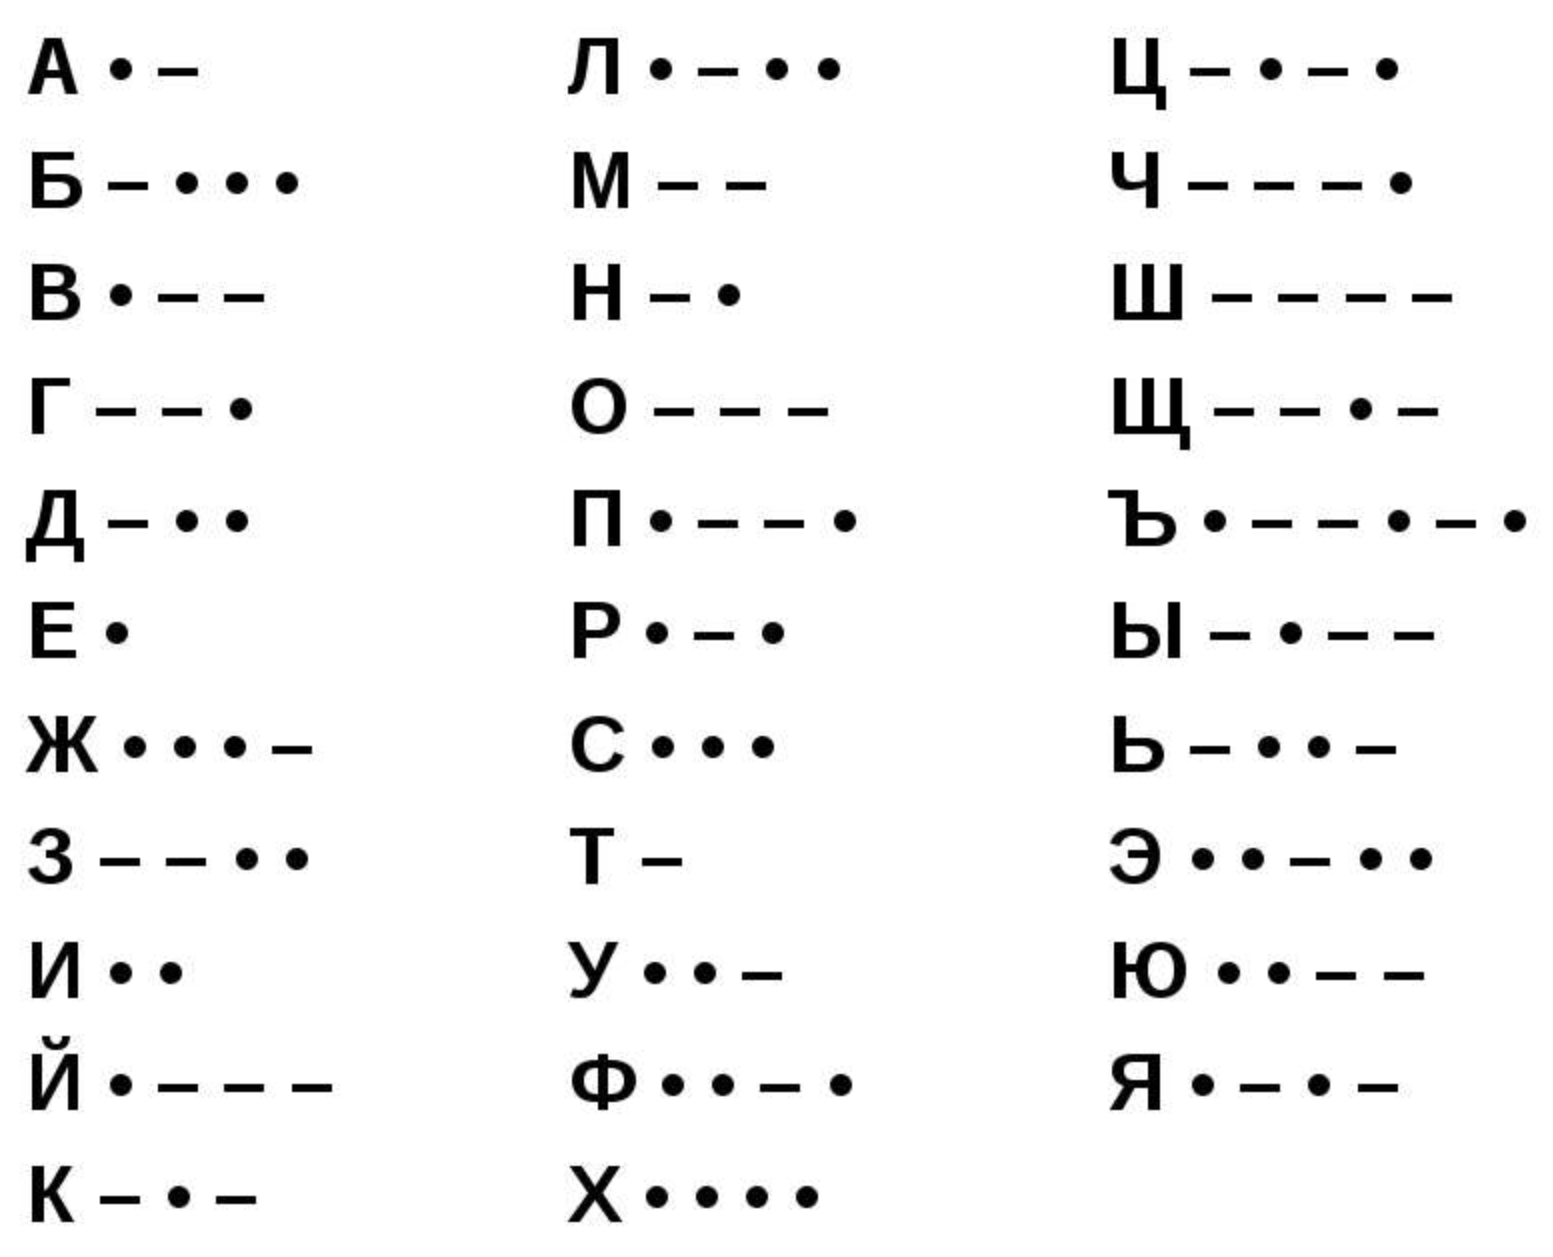 А • –
Б – • • •
В • – –
Г – – •
Д – • •
Е •
Ж • • • –
З – – • •
И • •
Й • – – –
К – • –
Л • – • •
М – –
Н – •
О – – –
П • – – •
Р • – •
С • • •
Т –
У • • –
Ф • • – •
Х • • • •
Ц – • – •
Ч – – – •
Ш – – – –
Щ – – • –
Ъ • – – • – •
Ы – • – –
Ь – • • –
Э • • – • •
Ю • • – –
Я • – • –